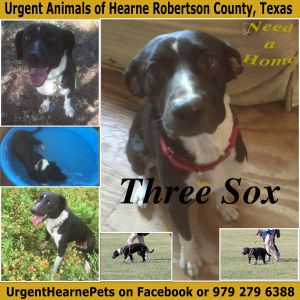 Urgent Animals of Hearne Robertson County, Texas
Need
a
Home
Three Sox
UrgentHearnePets on Facebook or 979 279 6388